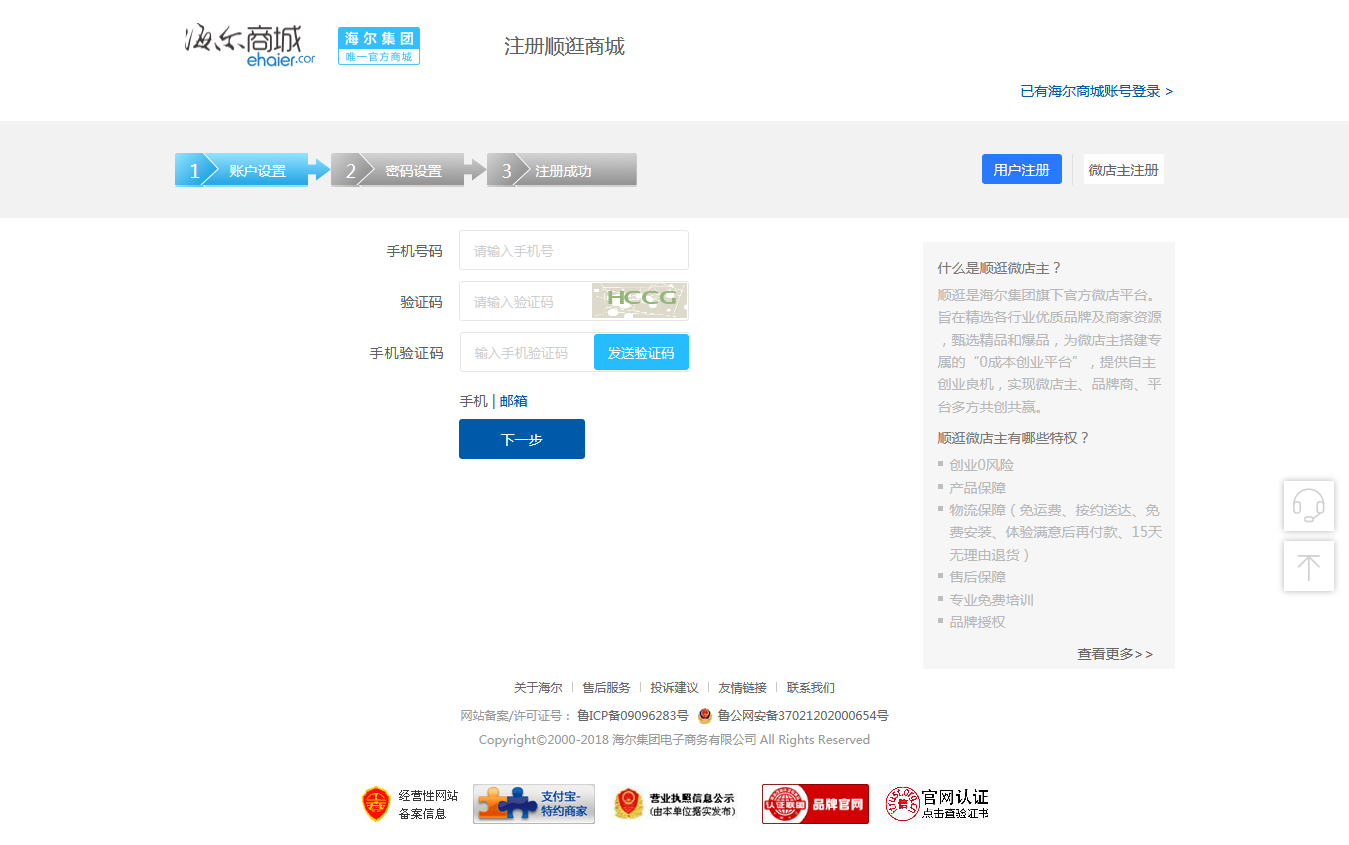 海尔商城
ehaier.cor
海尔集团
唯一官方商城
注册顺逛商城
已有海尔商城账号登录 >
1 账户设置 2 密码设置 3 注册成功
用户注册 微店主注册
手机号码 请输入手机号
验证码 请输入验证码 HCCG
手机验证码 输入手机验证码 发送验证码
手机 | 邮箱
下一步
什么是顺逛微店主？
顺逛是海尔集团旗下官方微店平台。
旨在精选各行业优质品牌及商家资源
，甄选精品和爆品，为微店主搭建专
属的“0成本创业平台”，提供自主
创业良机，实现微店主、品牌商、平
台多方共创共赢。
顺逛微店主有哪些特权？
创业0风险
产品保障
物流保障（免运费、按约送达、免
费安装、体验满意后再付款、15天
无理由退货）
售后保障
专业免费培训
品牌授权
查看更多>>
关于海尔 售后服务 投诉建议 友情链接 联系我们
网站备案/许可证号： 鲁ICP备09096283号 鲁公网安备37021202000654号
Copyright©2000-2018 海尔集团电子商务有限公司 All Rights Reserved
经营性网站
备案信息
支付宝-
特约商家
营业执照信息公示
(由本单位据实发布)
认证联盟 品牌官网
信
官网认证
点击查验证书